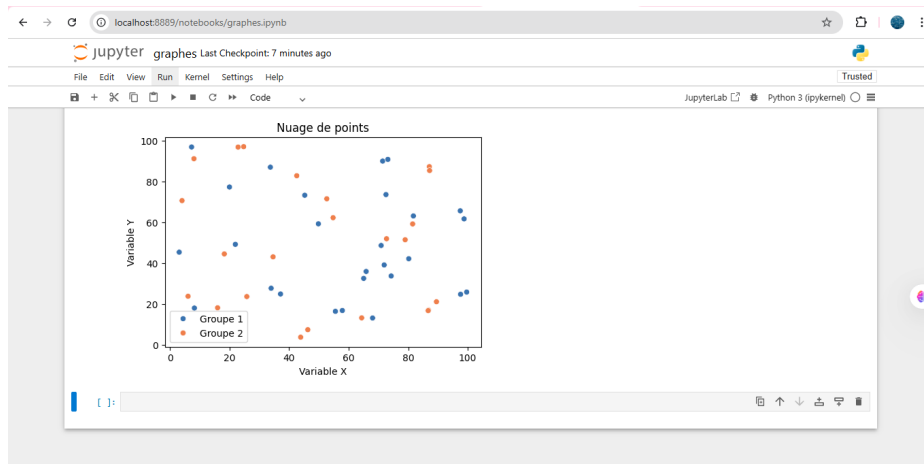 localhost:8889/notebooks/graphes.ipynb
jupyter graphes Last Checkpoint: 7 minutes ago
File Edit View Run Kernel Settings Help Trusted
Code JupyterLab Python 3 (ipykernel)
Nuage de points
100
80
60
40
20
0
Variable Y
Groupe 1
Groupe 2
0 20 40 60 80 100
Variable X
[ ]: